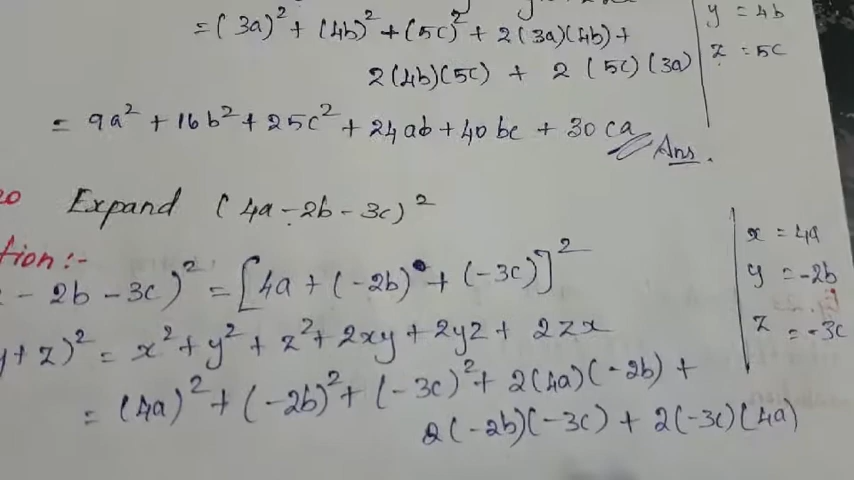 = (3a)² + (4b)² + (5c)² + 2(3a)(4b) +
y = 4b
2(4b)(5c) + 2(5c)(3a)
z = 5c
= 9a² + 16b² + 25c² + 24ab + 40bc + 30ca Ans.
20 Expand (4a - 2b - 3c)²
tion :-
- 2b - 3c)² = [4a + (-2b) + (-3c)]²
y + z)² = x² + y² + z² + 2xy + 2yz + 2zx
= (4a)² + (-2b)² + (-3c)² + 2(4a)(-2b) +
2(-2b)(-3c) + 2(-3c)(4a)
x = 4a
y = -2b
z = -3c